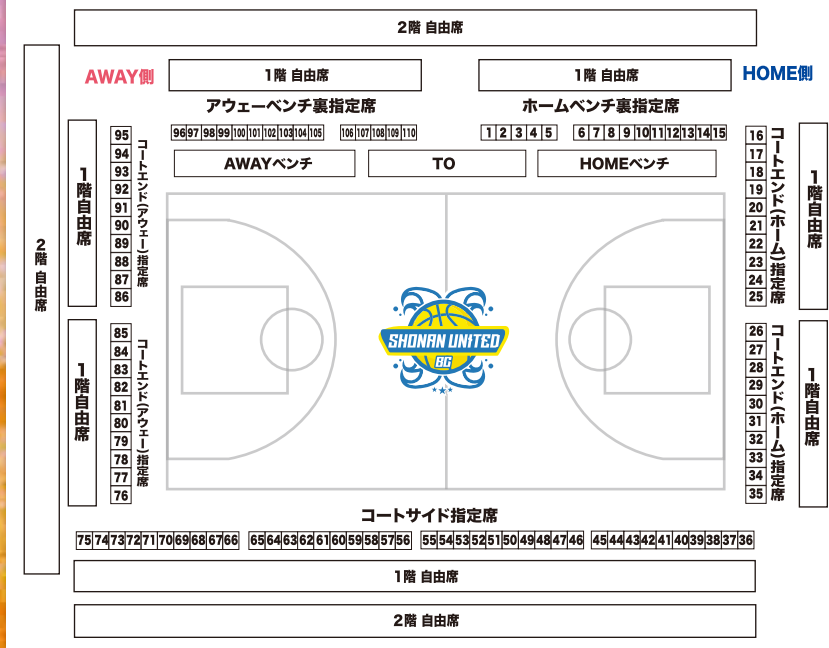 2階 自由席
AWAY側
1階 自由席
1階 自由席
HOME側
アウェーベンチ裏指定席
ホームベンチ裏指定席
96 97 98 99 100 101 102 103 104 105
106 107 108 109 110
1 2 3 4 5
6 7 8 9 10 11 12 13 14 15
AWAYベンチ
TO
HOMEベンチ
2階 自由席
1階自由席
95
94
93
92
91
90
89
88
87
86
コートエンド(アウェー)指定席
16
17
18
19
20
21
22
23
24
25
コートエンド(ホーム)指定席
1階自由席
SHONAN UNITED
BG
1階自由席
85
84
83
82
81
80
79
78
77
76
コートエンド(アウェー)指定席
26
27
28
29
30
31
32
33
34
35
コートエンド(ホーム)指定席
1階自由席
コートサイド指定席
75 74 73 72 71 70 69 68 67 66
65 64 63 62 61 60 59 58 57 56
55 54 53 52 51 50 49 48 47 46
45 44 43 42 41 40 39 38 37 36
1階 自由席
2階 自由席